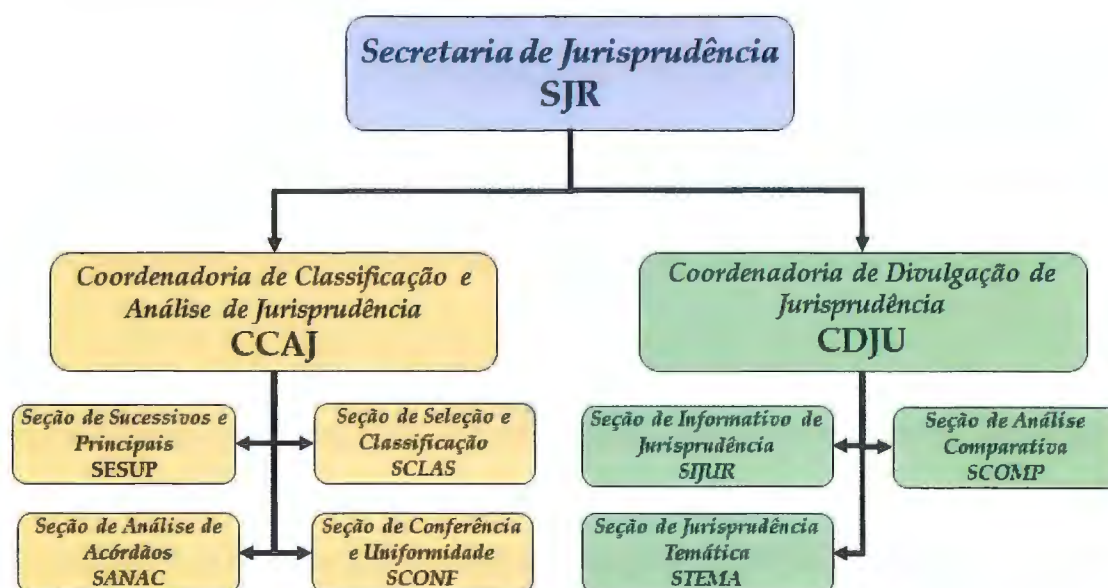 Secretaria de Jurisprudência
SJR
Coordenadoria de Classificação e
Análise de Jurisprudência
CCAJ
Coordenadoria de Divulgação de
Jurisprudência
CDJU
Seção de Sucessivos e
Principais
SESUP
Seção de Seleção e
Classificação
SCLAS
Seção de Informativo de
Jurisprudência
SIJUR
Seção de Análise
Comparativa
SCOMP
Seção de Análise de
Acórdãos
SANAC
Seção de Conferência
e Uniformidade
SCONF
Seção de Jurisprudência
Temática
STEMA